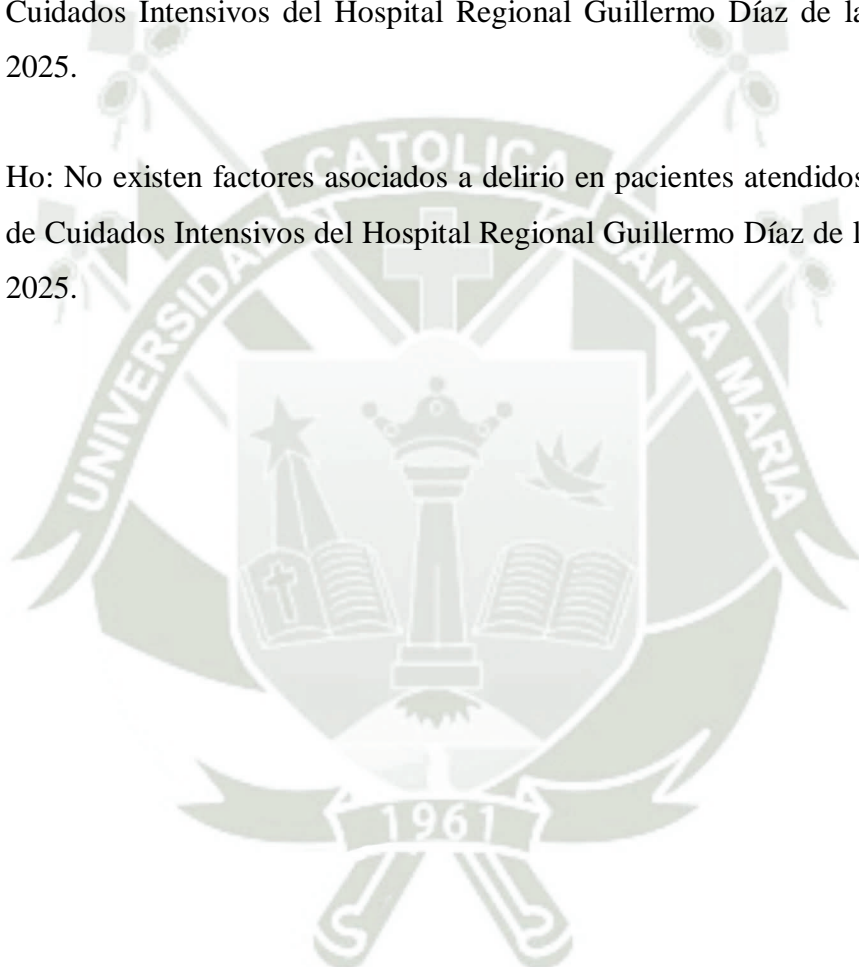 Cuidados Intensivos del Hospital Regional Guillermo Díaz de la
2025.
Ho: No existen factores asociados a delirio en pacientes atendidos
de Cuidados Intensivos del Hospital Regional Guillermo Díaz de l
2025.
UNIVERSIDAD CATOLICA SANTA MARIA
1961